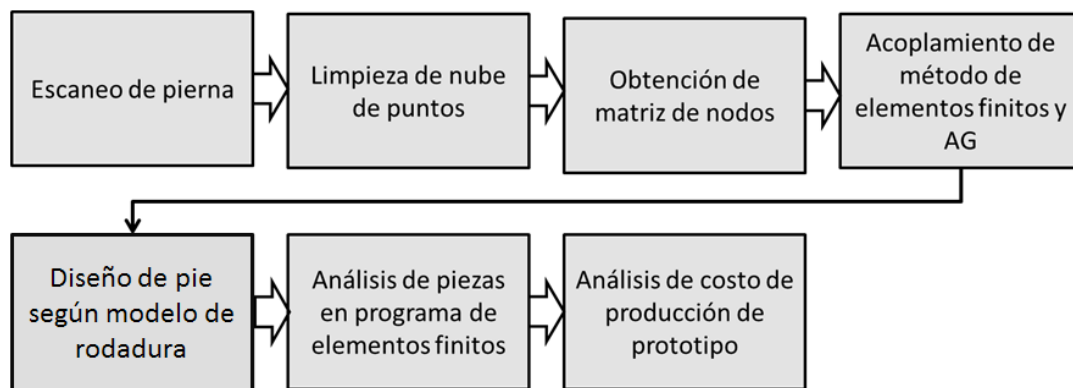 Escaneo de pierna
Limpieza de nube
de puntos
Obtención de
matriz de nodos
Acoplamiento de
método de
elementos finitos y
AG
Diseño de pie
según modelo de
rodadura
Análisis de piezas
en programa de
elementos finitos
Análisis de costo de
producción de
prototipo